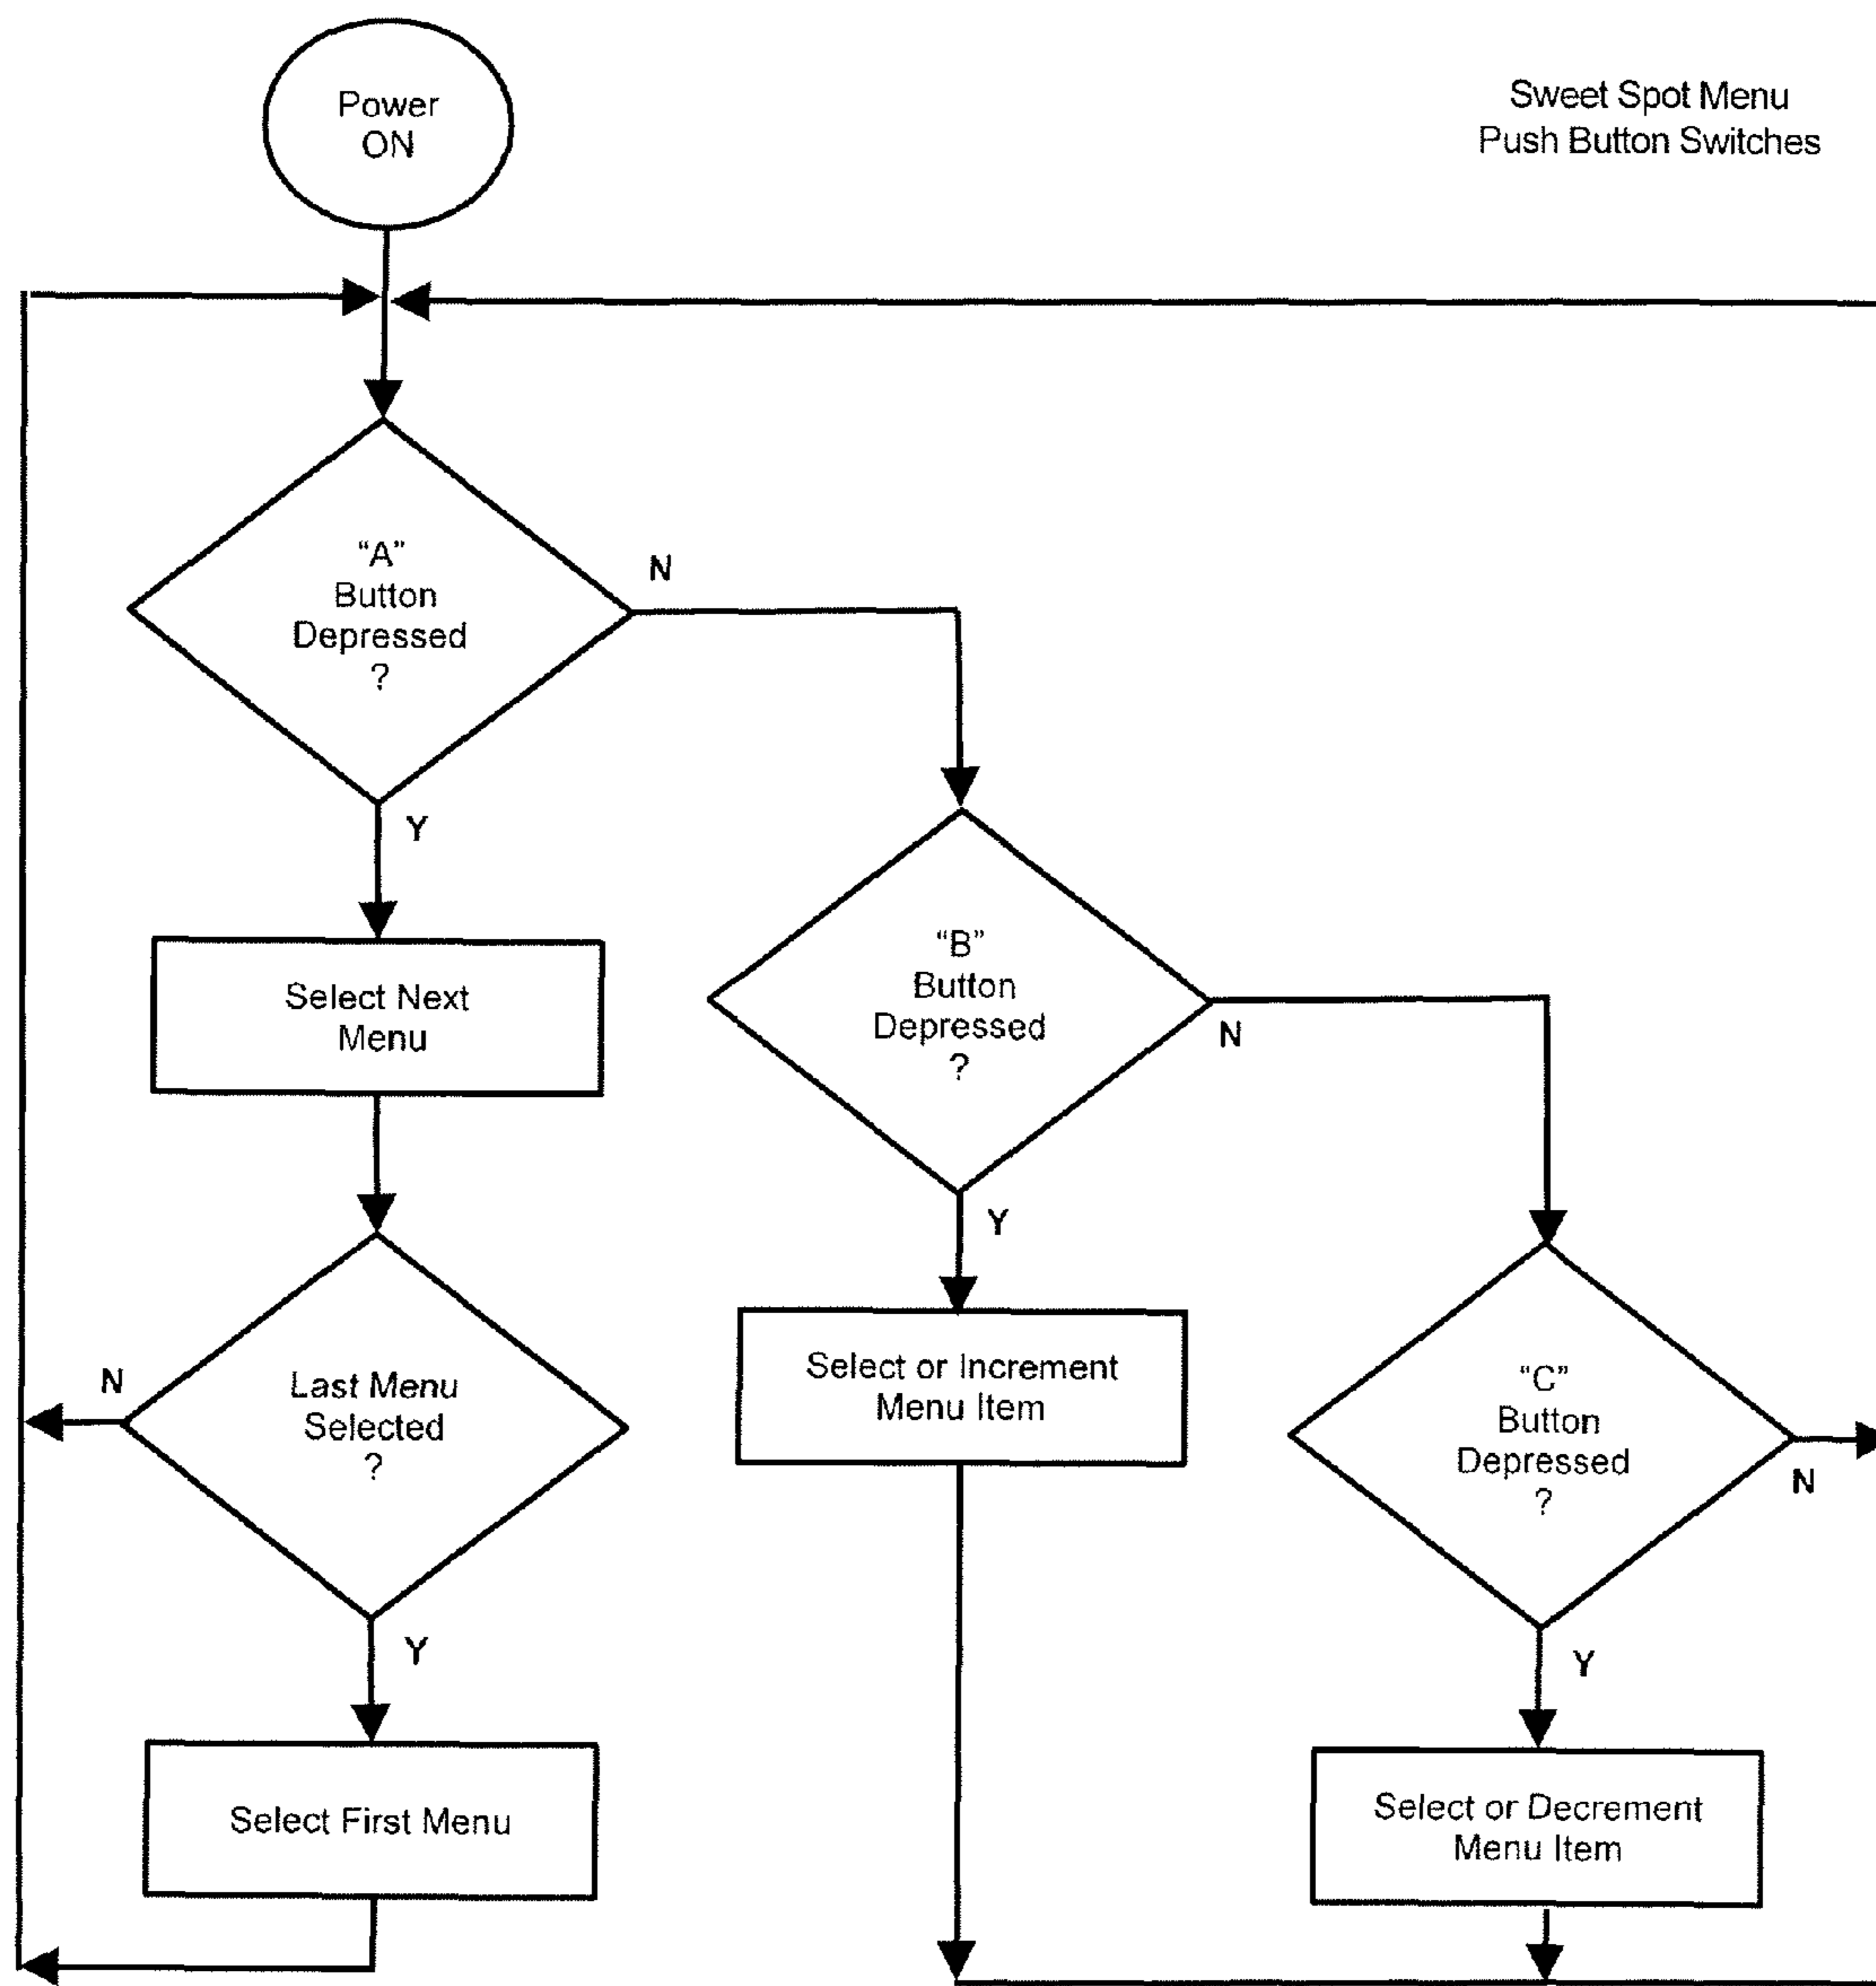 Power
ON
Sweet Spot Menu
Push Button Switches
“A”
Button
Depressed
?
N
Y
Select Next
Menu
“B”
Button
Depressed
?
N
Y
Last Menu
Selected
?
N
Y
Select or Increment
Menu Item
“C”
Button
Depressed
?
N
Y
Select First Menu
Select or Decrement
Menu Item